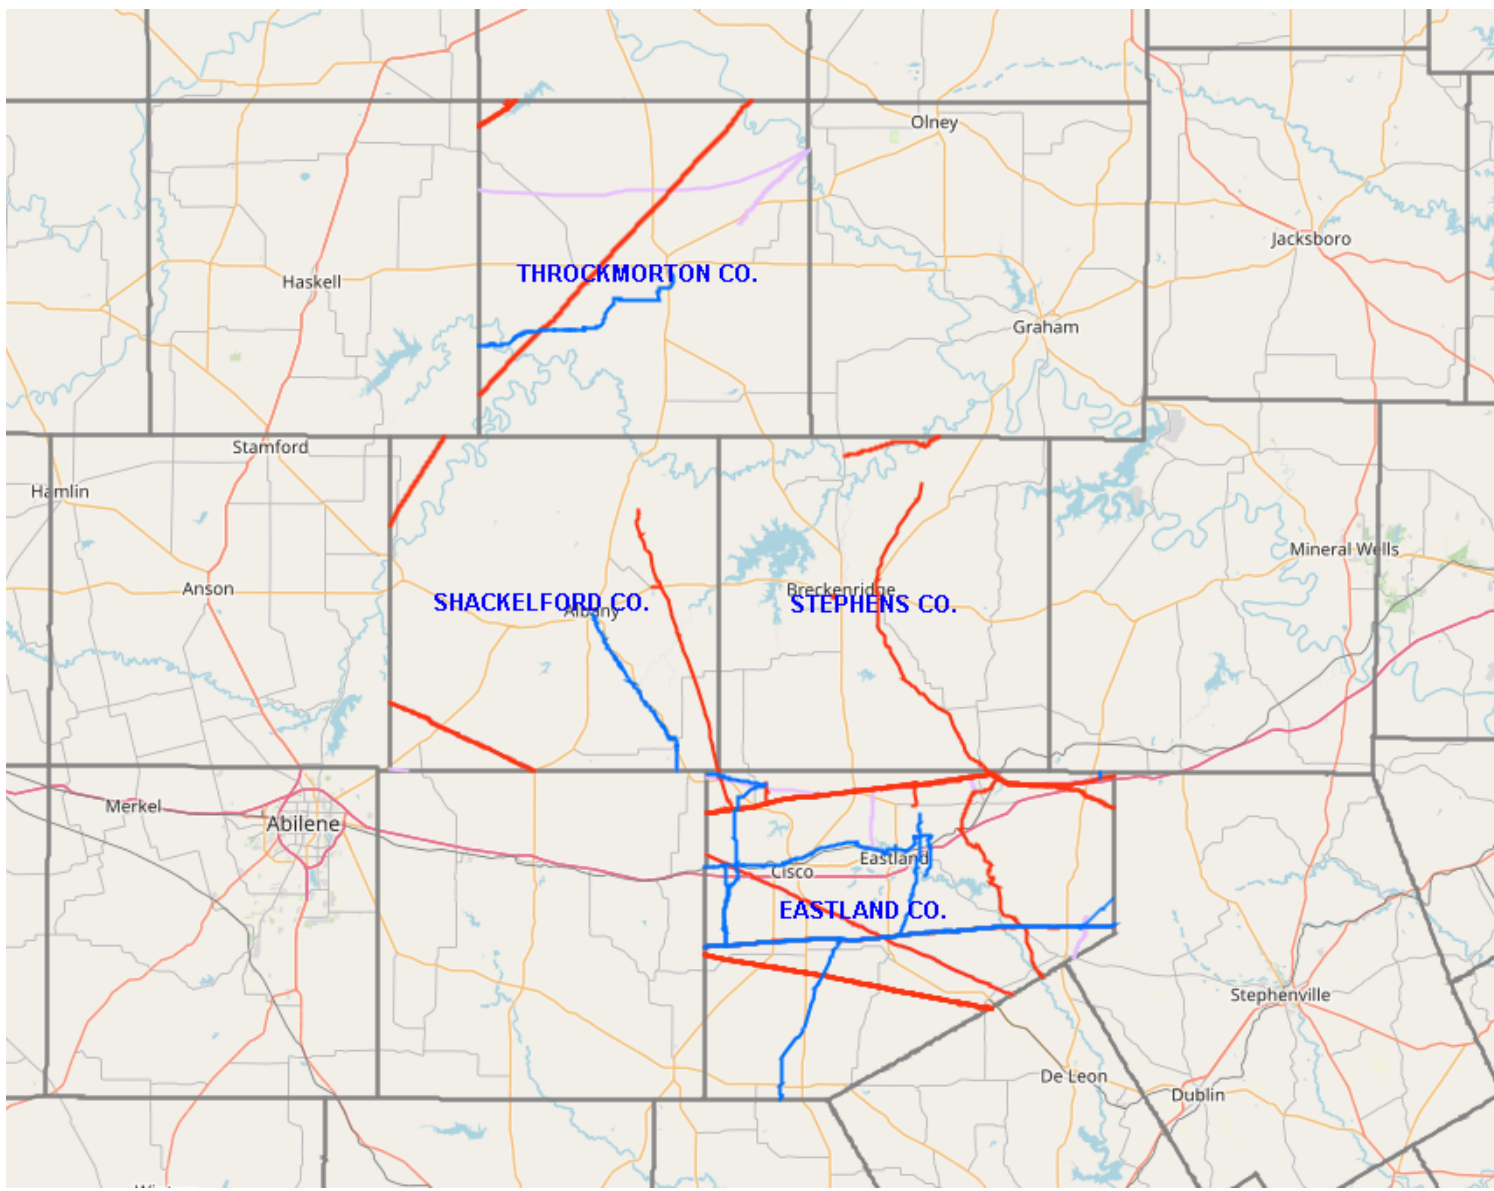 Olney
Jacksboro
THROCKMORTON CO.
Haskell
Graham
Stamford
Hamlin
Mineral Wells
Anson
Breckenridge
SHACKELFORD CO.
STEPHENS CO.
Albany
Merkel
Abilene
Eastland
Cisco
EASTLAND CO.
Stephenville
De Leon
Dublin